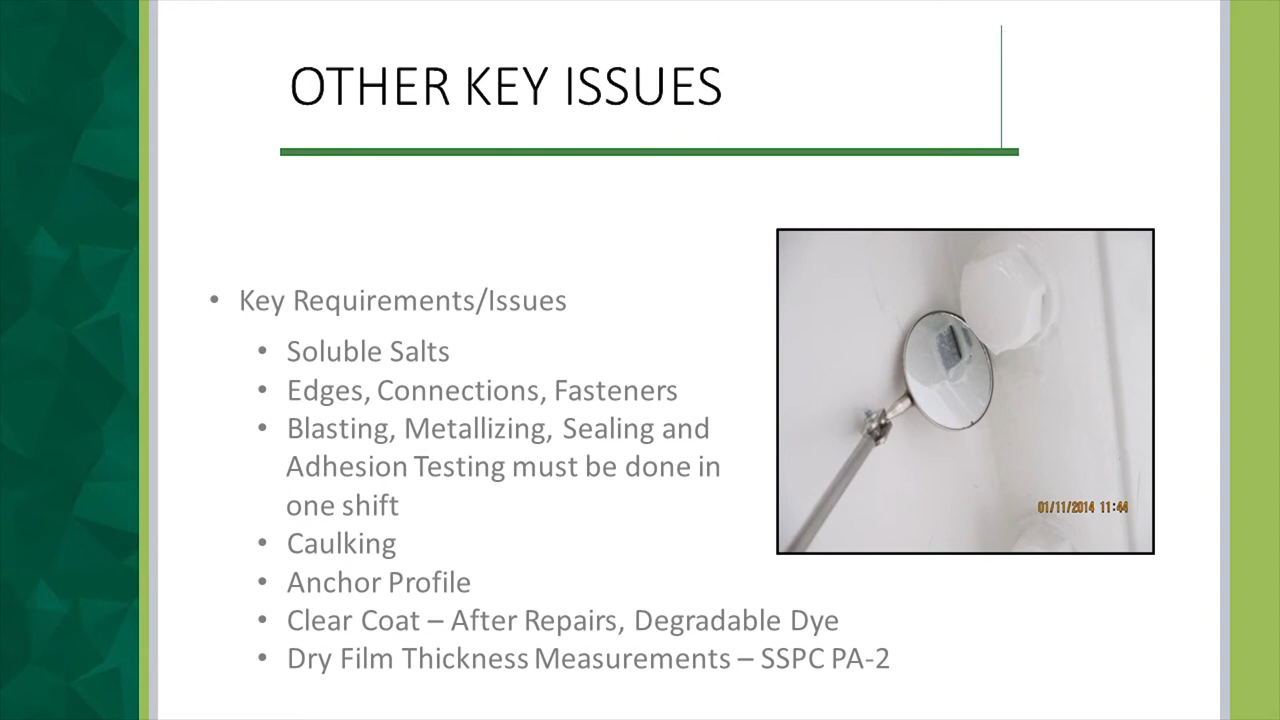 OTHER KEY ISSUES
• Key Requirements/Issues
• Soluble Salts
• Edges, Connections, Fasteners
• Blasting, Metallizing, Sealing and
Adhesion Testing must be done in
one shift
• Caulking
• Anchor Profile
• Clear Coat – After Repairs, Degradable Dye
• Dry Film Thickness Measurements – SSPC PA-2
01/11/2014 11:44